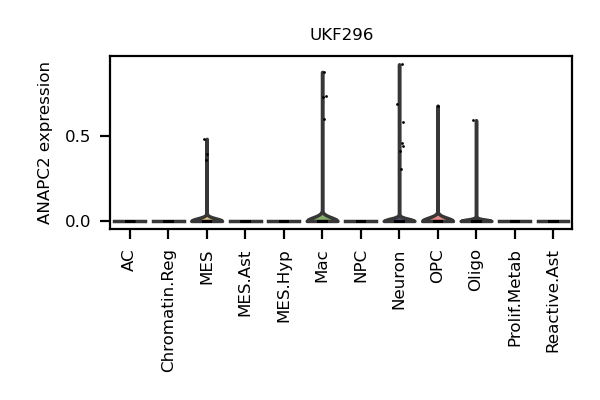 UKF296
ANAPC2 expression
0.5
0.0
AC
Chromatin.Reg
MES
MES.Ast
MES.Hyp
Mac
NPC
Neuron
OPC
Oligo
Prolif.Metab
Reactive.Ast